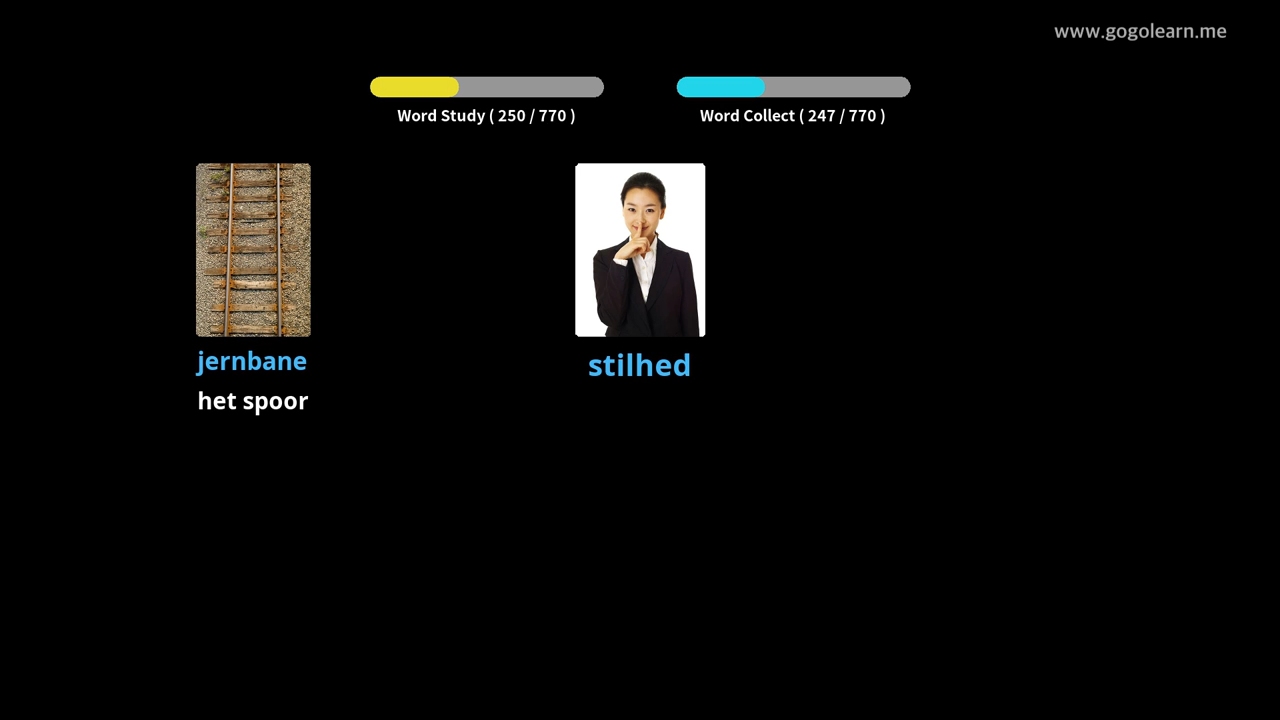 www.gogolearn.me
Word Study ( 250 / 770 )
Word Collect ( 247 / 770 )
jernbane
het spoor
stilhed